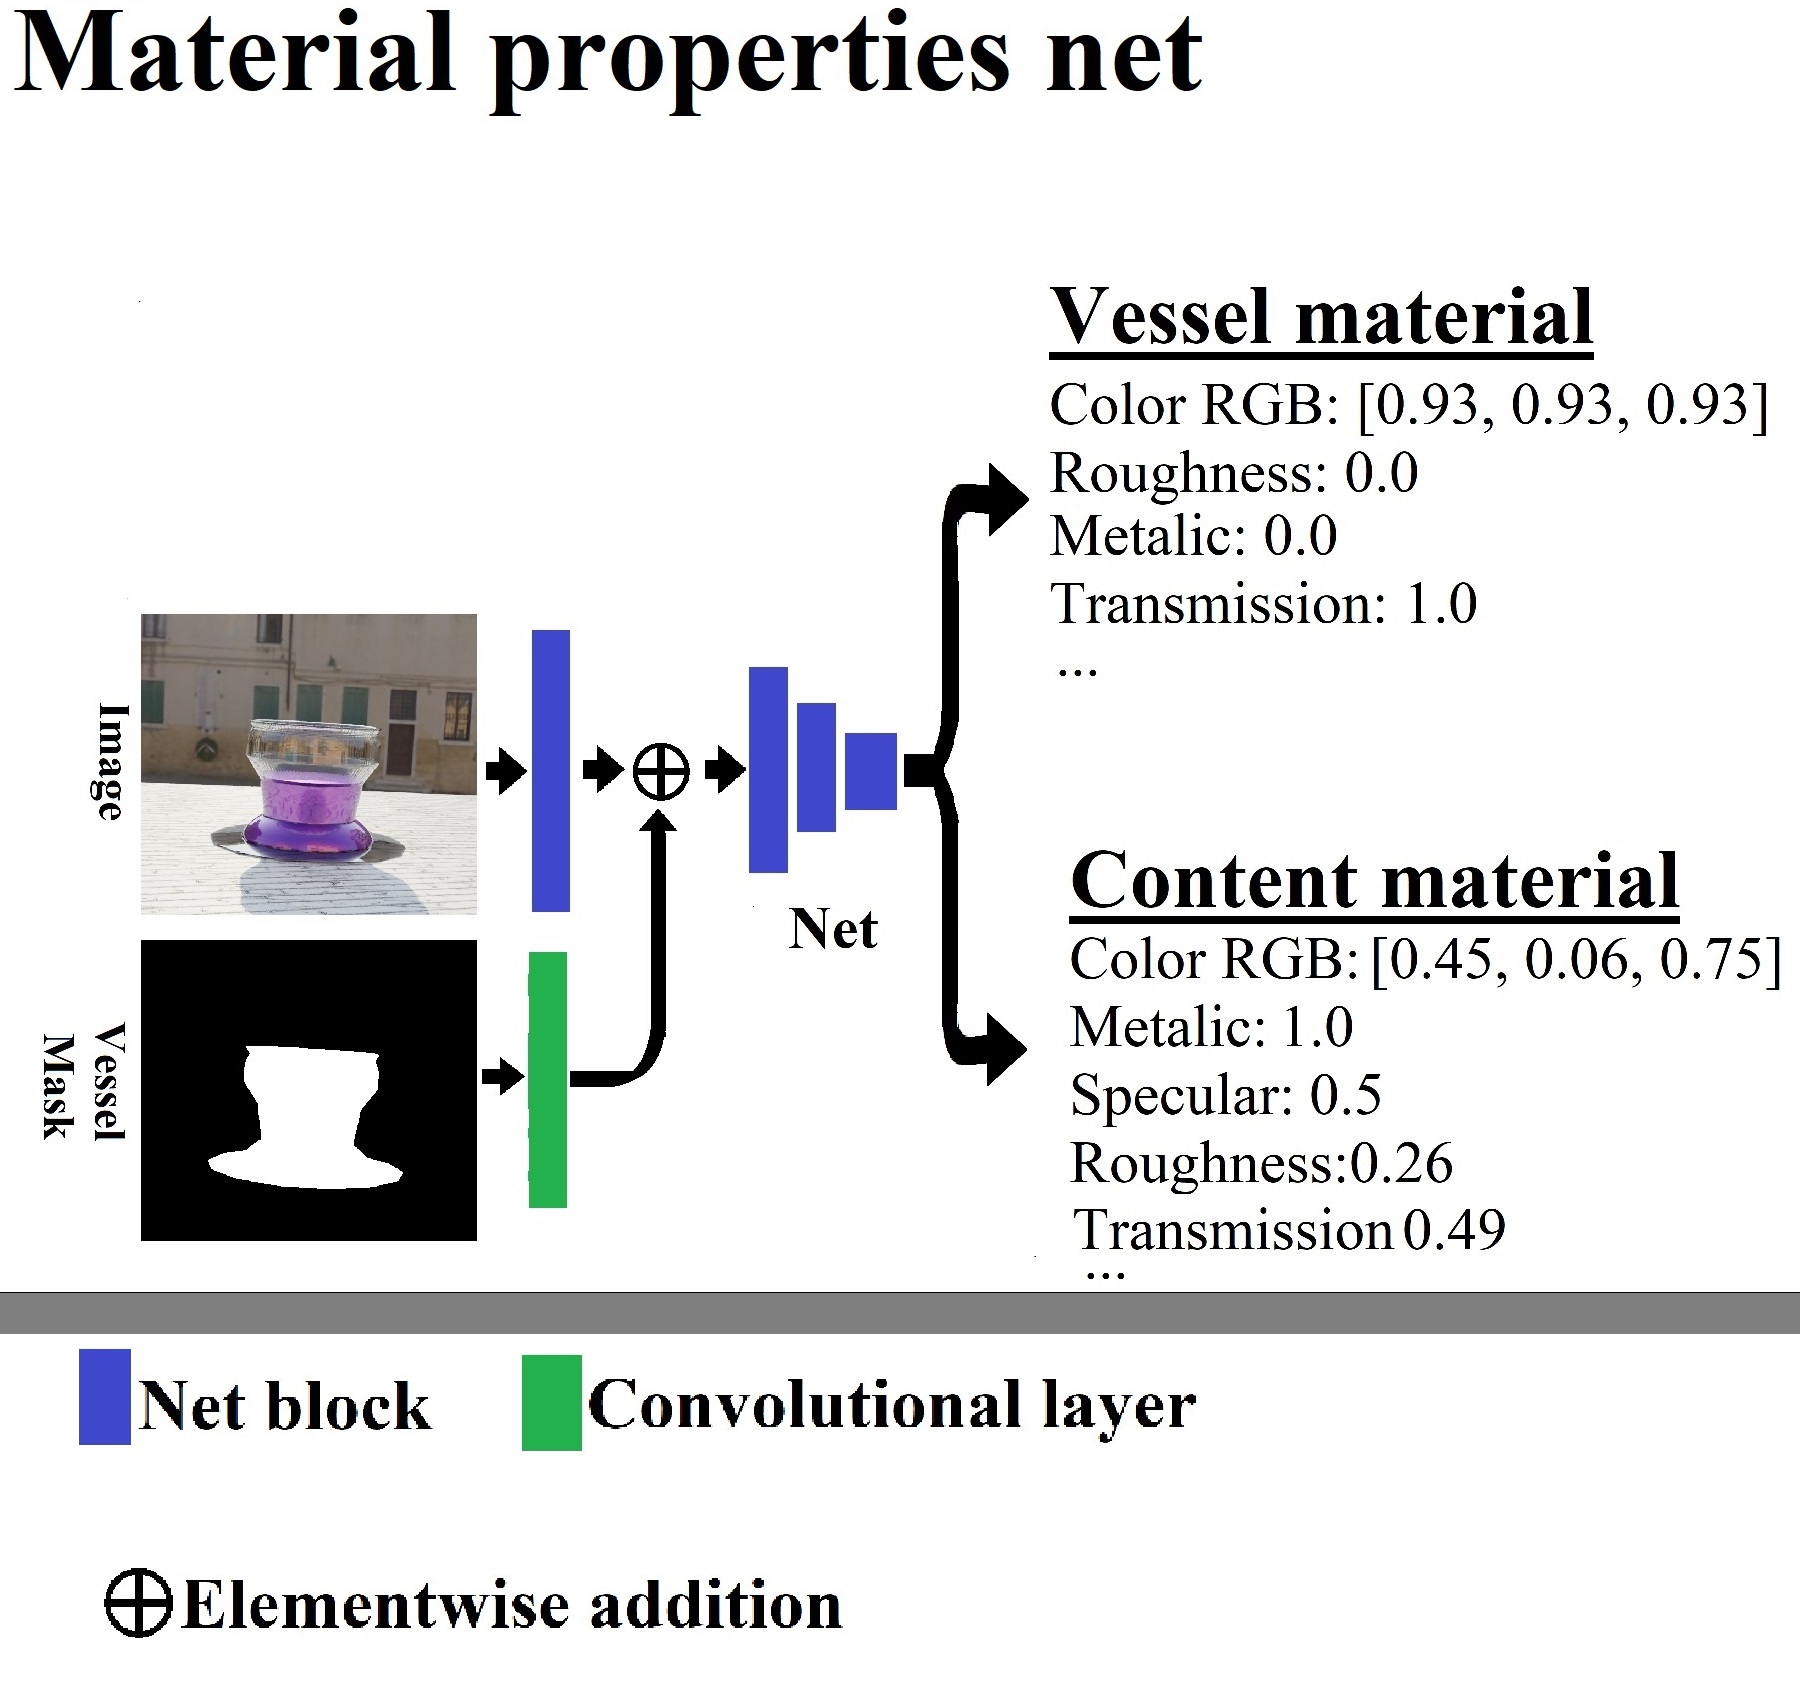 Material properties net
Vessel material
Color RGB: [0.93, 0.93, 0.93]
Roughness: 0.0
Metalic: 0.0
Transmission: 1.0
...
Image
Vessel
Mask
Net
Content material
Color RGB: [0.45, 0.06, 0.75]
Metalic: 1.0
Specular: 0.5
Roughness:0.26
Transmission 0.49
...
Net block
Convolutional layer
Elementwise addition